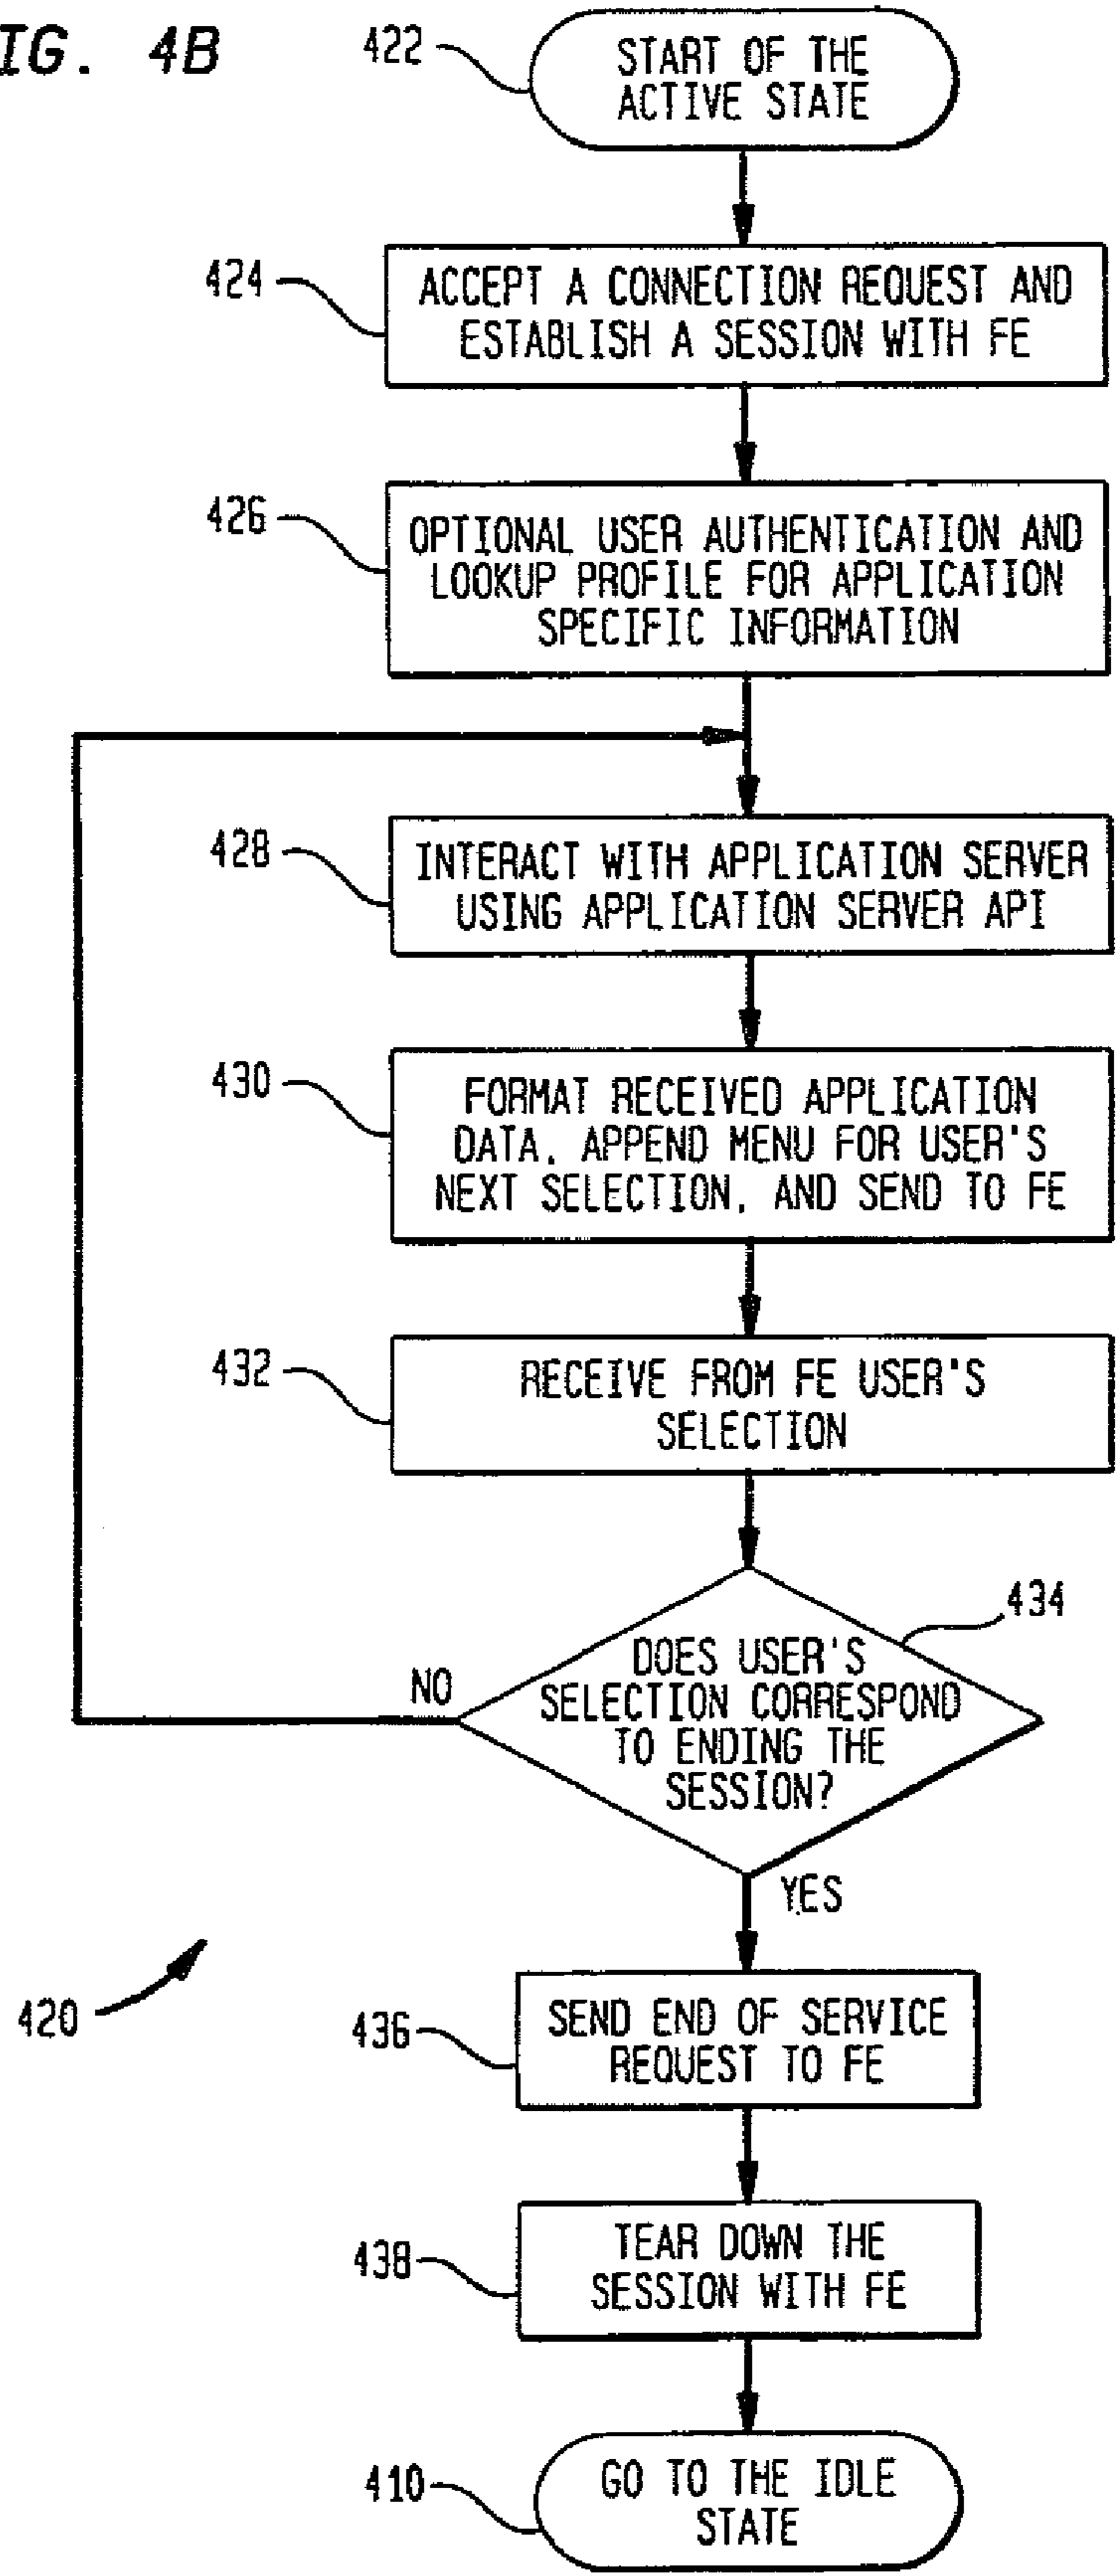 IG. 4B
422
START OF THE
ACTIVE STATE
424
ACCEPT A CONNECTION REQUEST AND
ESTABLISH A SESSION WITH FE
426
OPTIONAL USER AUTHENTICATION AND
LOOKUP PROFILE FOR APPLICATION
SPECIFIC INFORMATION
428
INTERACT WITH APPLICATION SERVER
USING APPLICATION SERVER API
430
FORMAT RECEIVED APPLICATION
DATA, APPEND MENU FOR USER'S
NEXT SELECTION, AND SEND TO FE
432
RECEIVE FROM FE USER'S
SELECTION
434
DOES USER'S
SELECTION CORRESPOND
TO ENDING THE
SESSION?
NO
YES
420
436
SEND END OF SERVICE
REQUEST TO FE
438
TEAR DOWN THE
SESSION WITH FE
410
GO TO THE IDLE
STATE